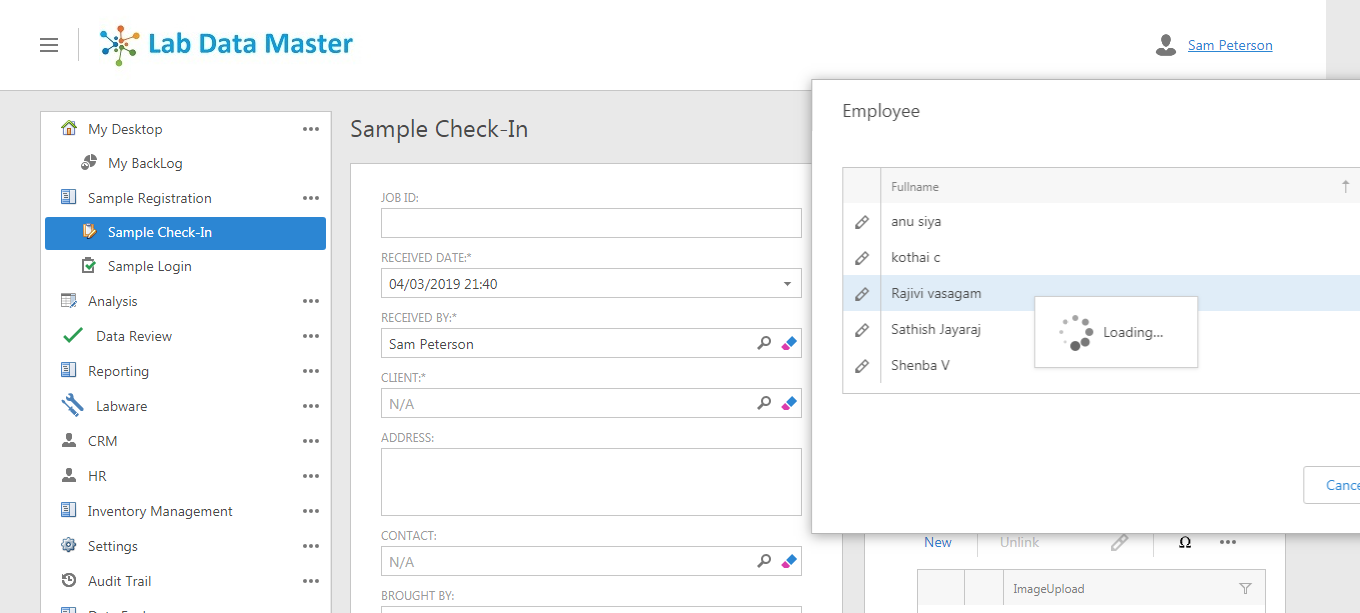 Lab Data Master
Sam Peterson
My Desktop
My BackLog
Sample Registration
Sample Check-In
Sample Login
Analysis
Data Review
Reporting
Labware
CRM
HR
Inventory Management
Settings
Audit Trail
Sample Check-In
JOB ID:
RECEIVED DATE:*
04/03/2019 21:40
RECEIVED BY:*
Sam Peterson
CLIENT:*
N/A
ADDRESS:
CONTACT:
N/A
BROUGHT BY:
Employee
Fullname
anu siya
kothai c
Rajivi vasagam
Sathish Jayaraj
Shenba V
Loading...
Cance
New
Unlink
Ω
ImageUpload